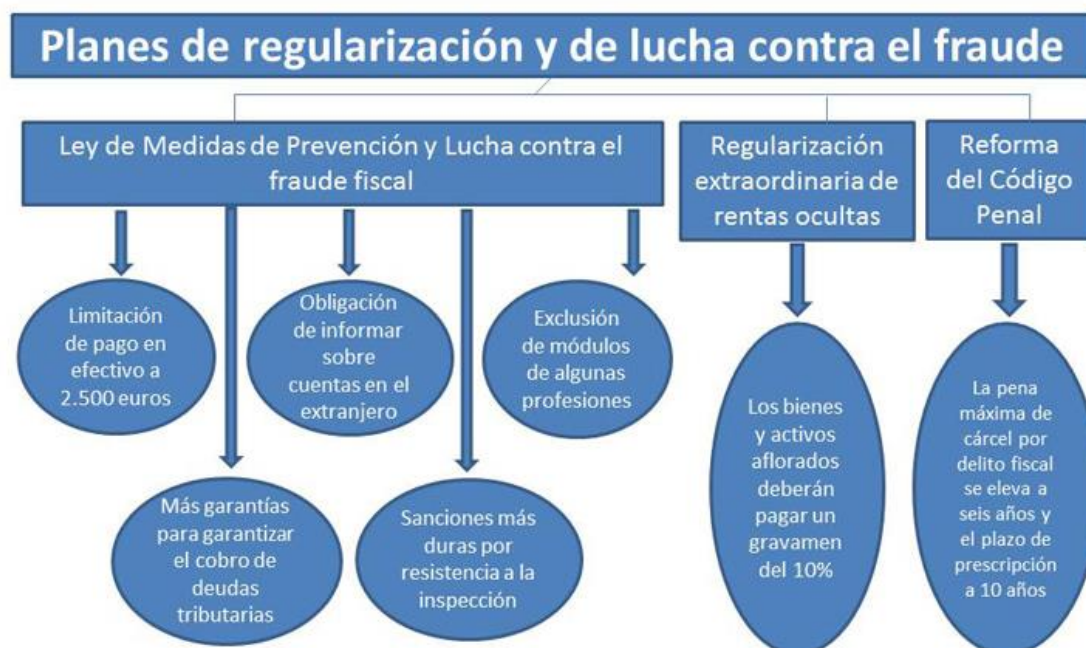 Planes de regularización y de lucha contra el fraude
Ley de Medidas de Prevención y Lucha contra el
fraude fiscal
Regularización
extraordinaria de
rentas ocultas
Reforma
del Código
Penal
Limitación
de pago en
efectivo a
2.500 euros
Obligación
de informar
sobre
cuentas en el
extranjero
Exclusión
de módulos
de algunas
profesiones
Más garantías
para garantizar
el cobro de
deudas
tributarias
Sanciones más
duras por
resistencia a la
inspección
Los bienes
y activos
aflorados
deberán
pagar un
gravamen
del 10%
La pena
máxima de
cárcel por
delito fiscal
se eleva a
seis años y
el plazo de
prescripción
a 10 años